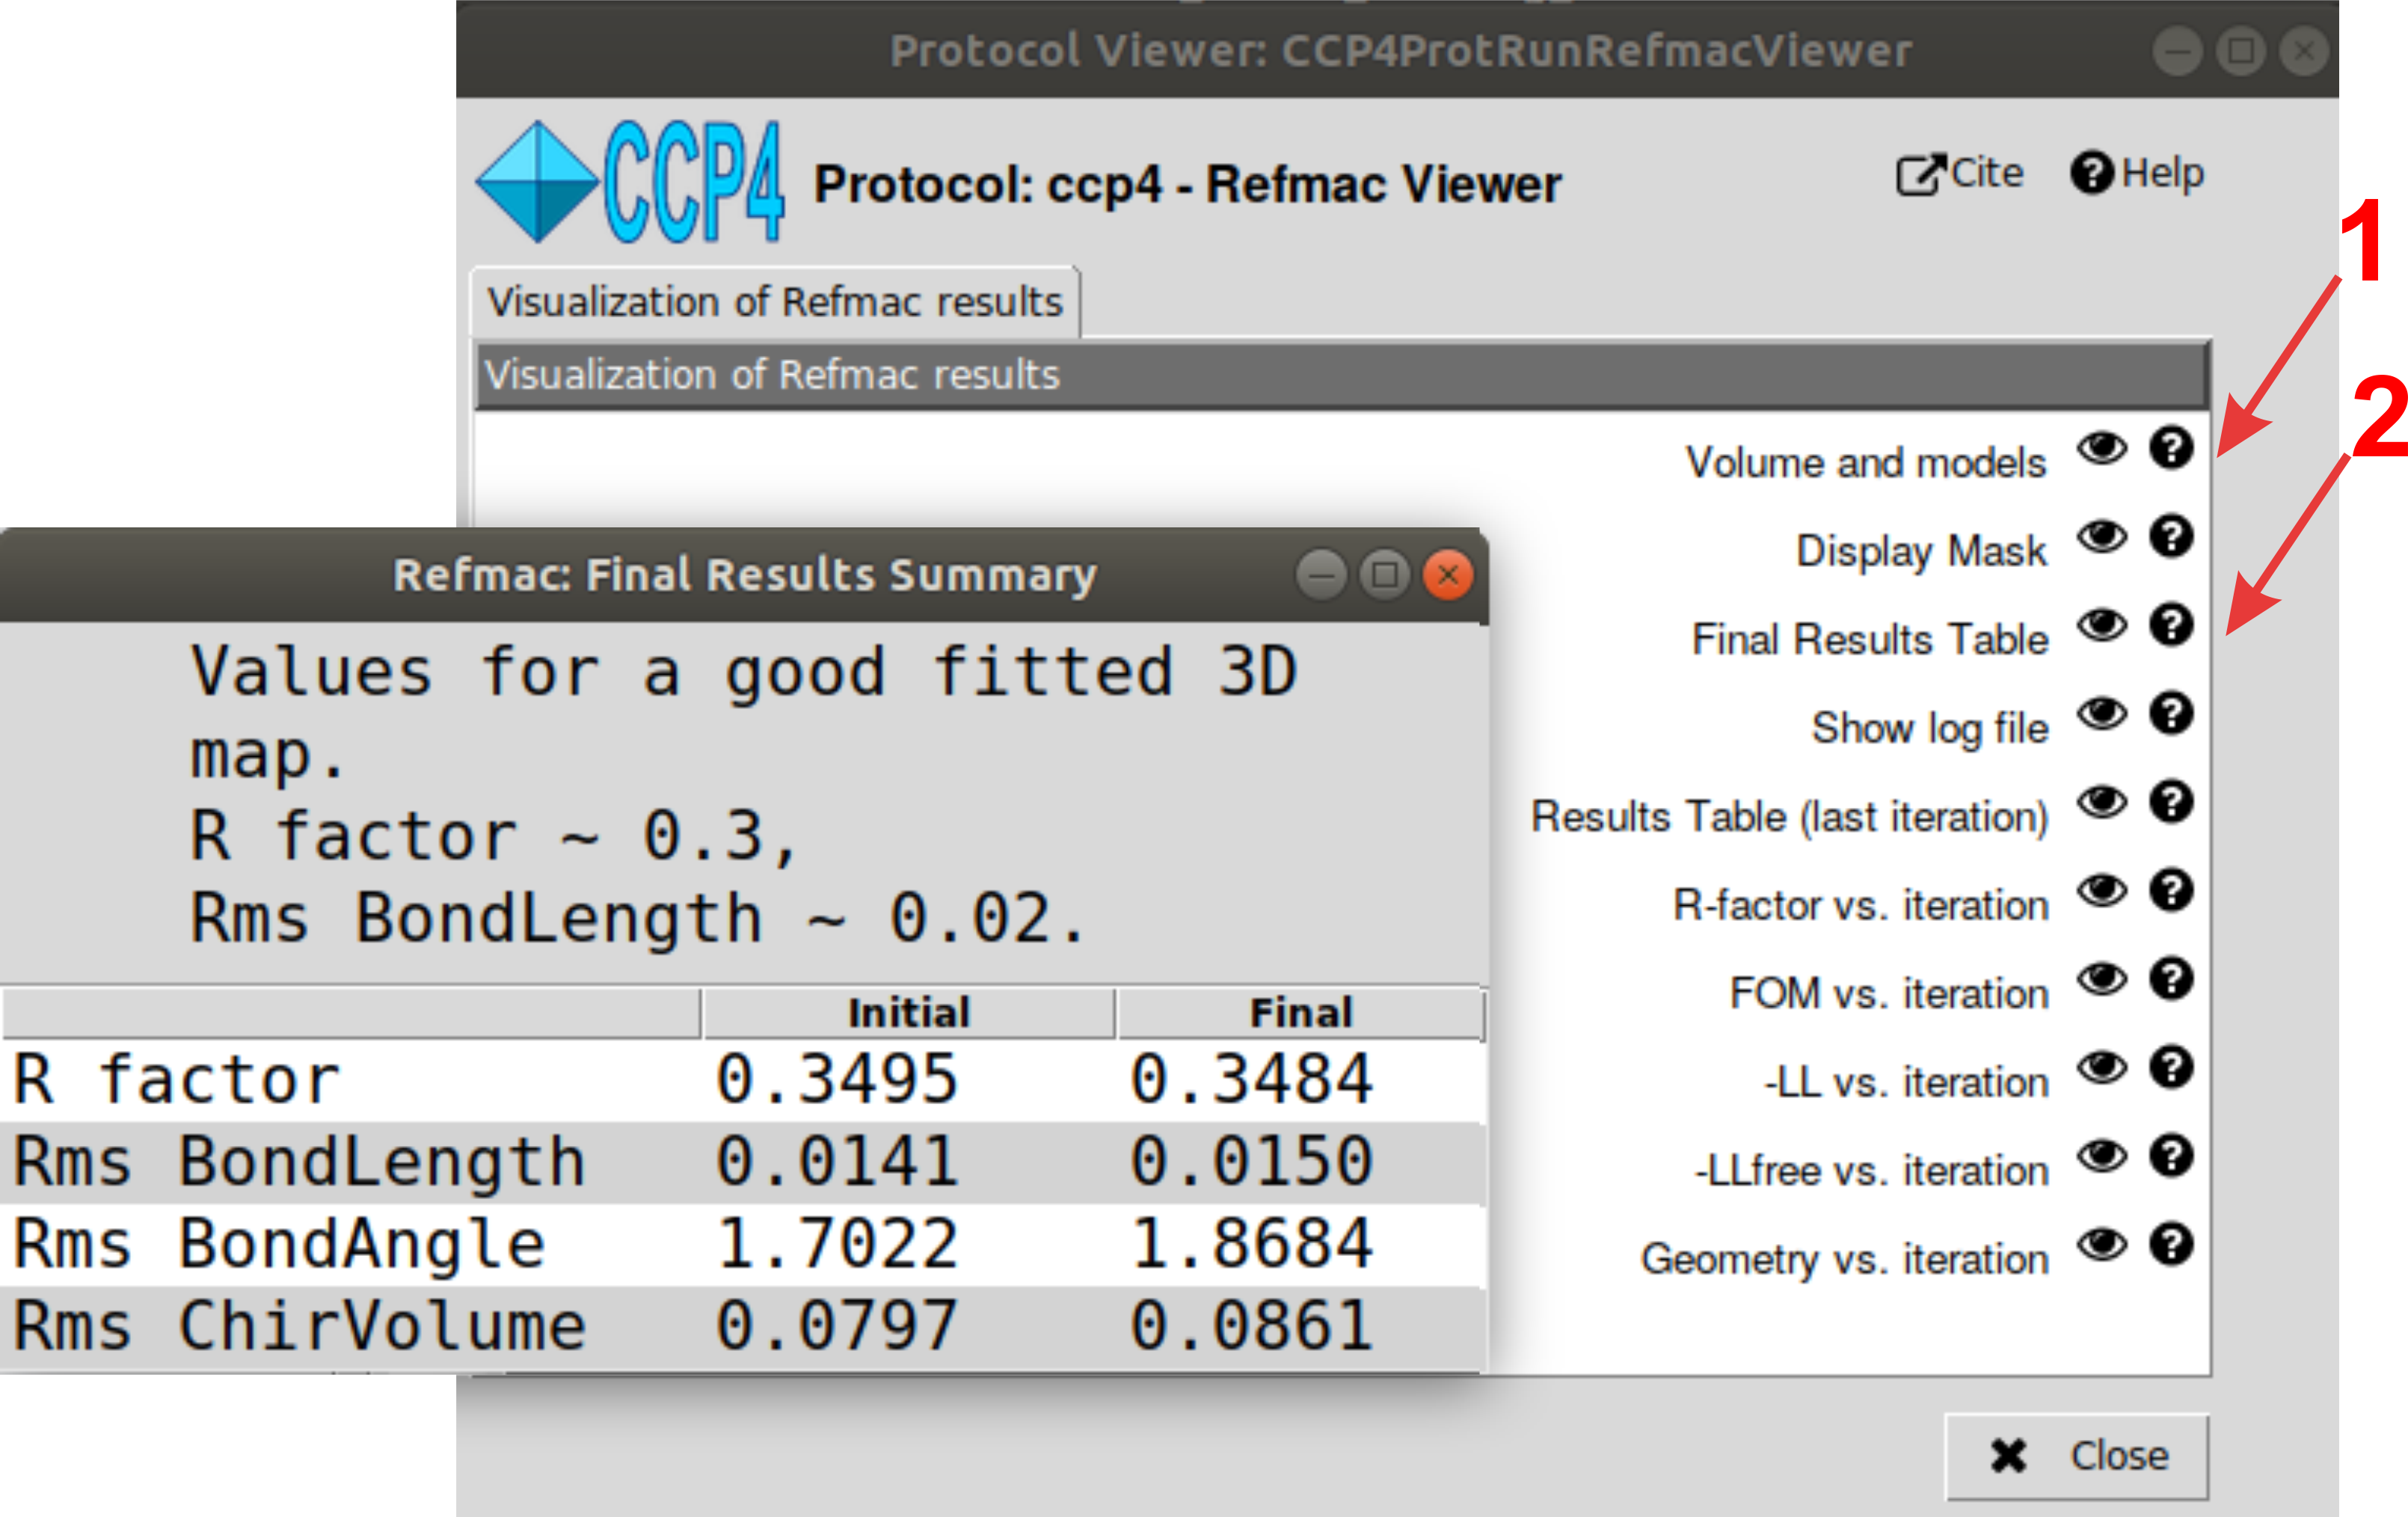 Protocol Viewer: CCP4ProtRunRefmacViewer
CCP4
Protocol: ccp4 - Refmac Viewer
Cite
Help
1
Visualization of Refmac results
Visualization of Refmac results
2
Volume and models
Display Mask
Final Results Table
Show log file
Results Table (last iteration)
R-factor vs. iteration
FOM vs. iteration
-LL vs. iteration
-LLfree vs. iteration
Geometry vs. iteration
Refmac: Final Results Summary
Values for a good fitted 3D
map.
R factor ~ 0.3,
Rms BondLength ~ 0.02.
Initial Final
R factor 0.3495 0.3484
Rms BondLength 0.0141 0.0150
Rms BondAngle 1.7022 1.8684
Rms ChirVolume 0.0797 0.0861
Close